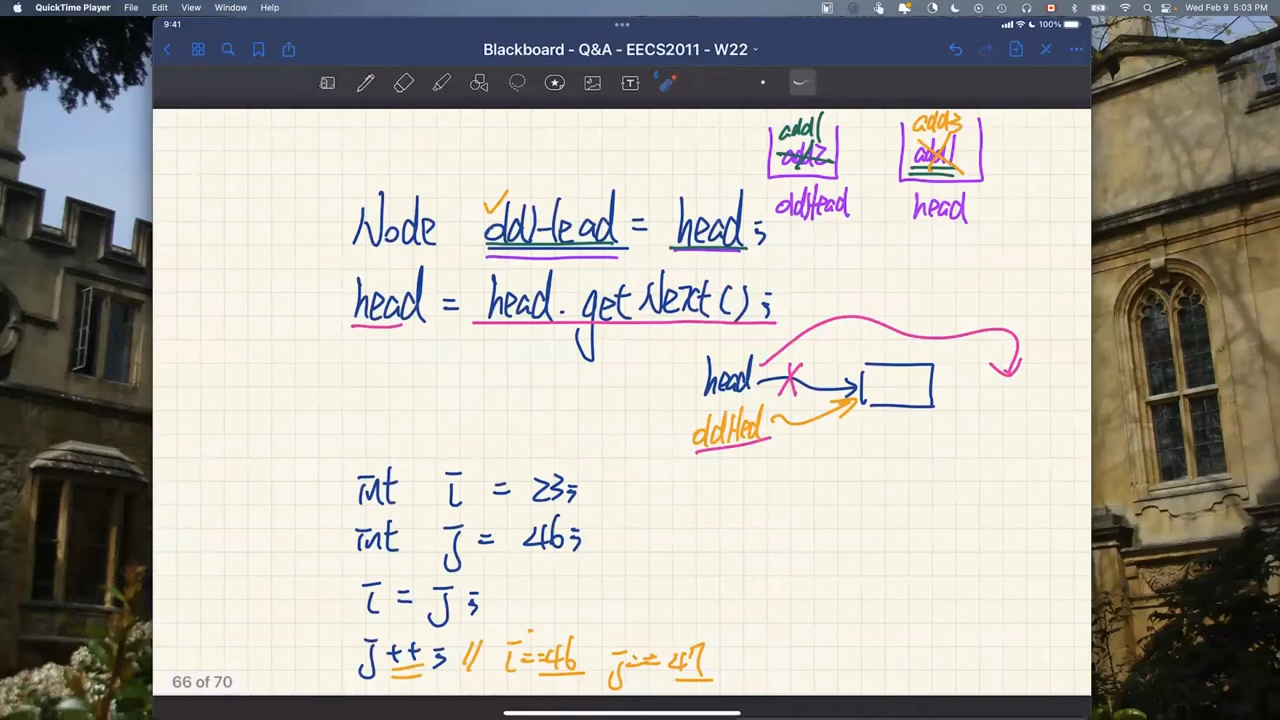 QuickTime Player File Edit View Window Help Wed Feb 9 5:03 PM
9:41 100%
Blackboard - Q&A - EECS2011 - W22
add1 add3
add2 add1
oldHead head
Node oldHead = head;
head = head. getNext();
head
oldHed
int i = 23;
int j = 46;
i = j;
j++; // i == 46 j == 47
66 of 70